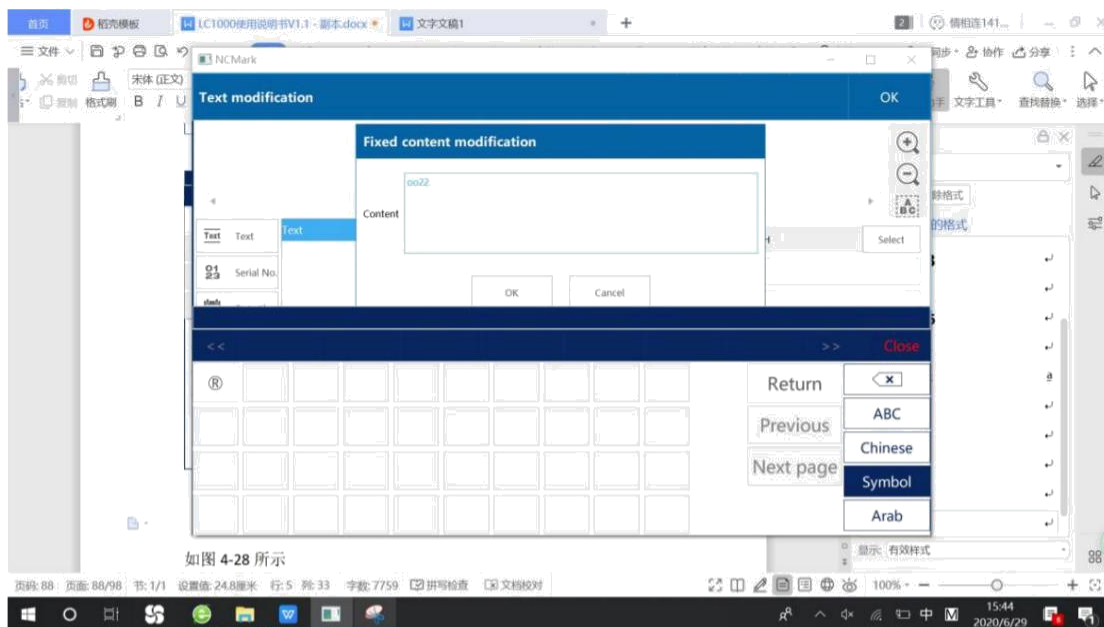 首页 稻壳模板 LC1000使用说明书V1.1 - 副本.docx 文字文稿1 + 2 情相连141...
文件 同步 协作 分享
剪切 宋体 (正文) 文字工具 查找替换 选择
复制 格式刷 B I U
NCMark
Text modification OK
Fixed content modification
oo22
Content
ABC
除格式
的格式
Text Text Text Select
0123 Serial No.
OK Cancel
<< >> Close
® Return
ABC
Previous
Chinese
Next page
Symbol
Arab
如图 4-28 所示
显示: 有效样式
页码: 88 页面: 88/98 节: 1/1 设置值: 24.8厘米 行: 5 列: 33 字数: 7759 拼写检查 文档校对 100%
中 M 15:44
2020/6/29